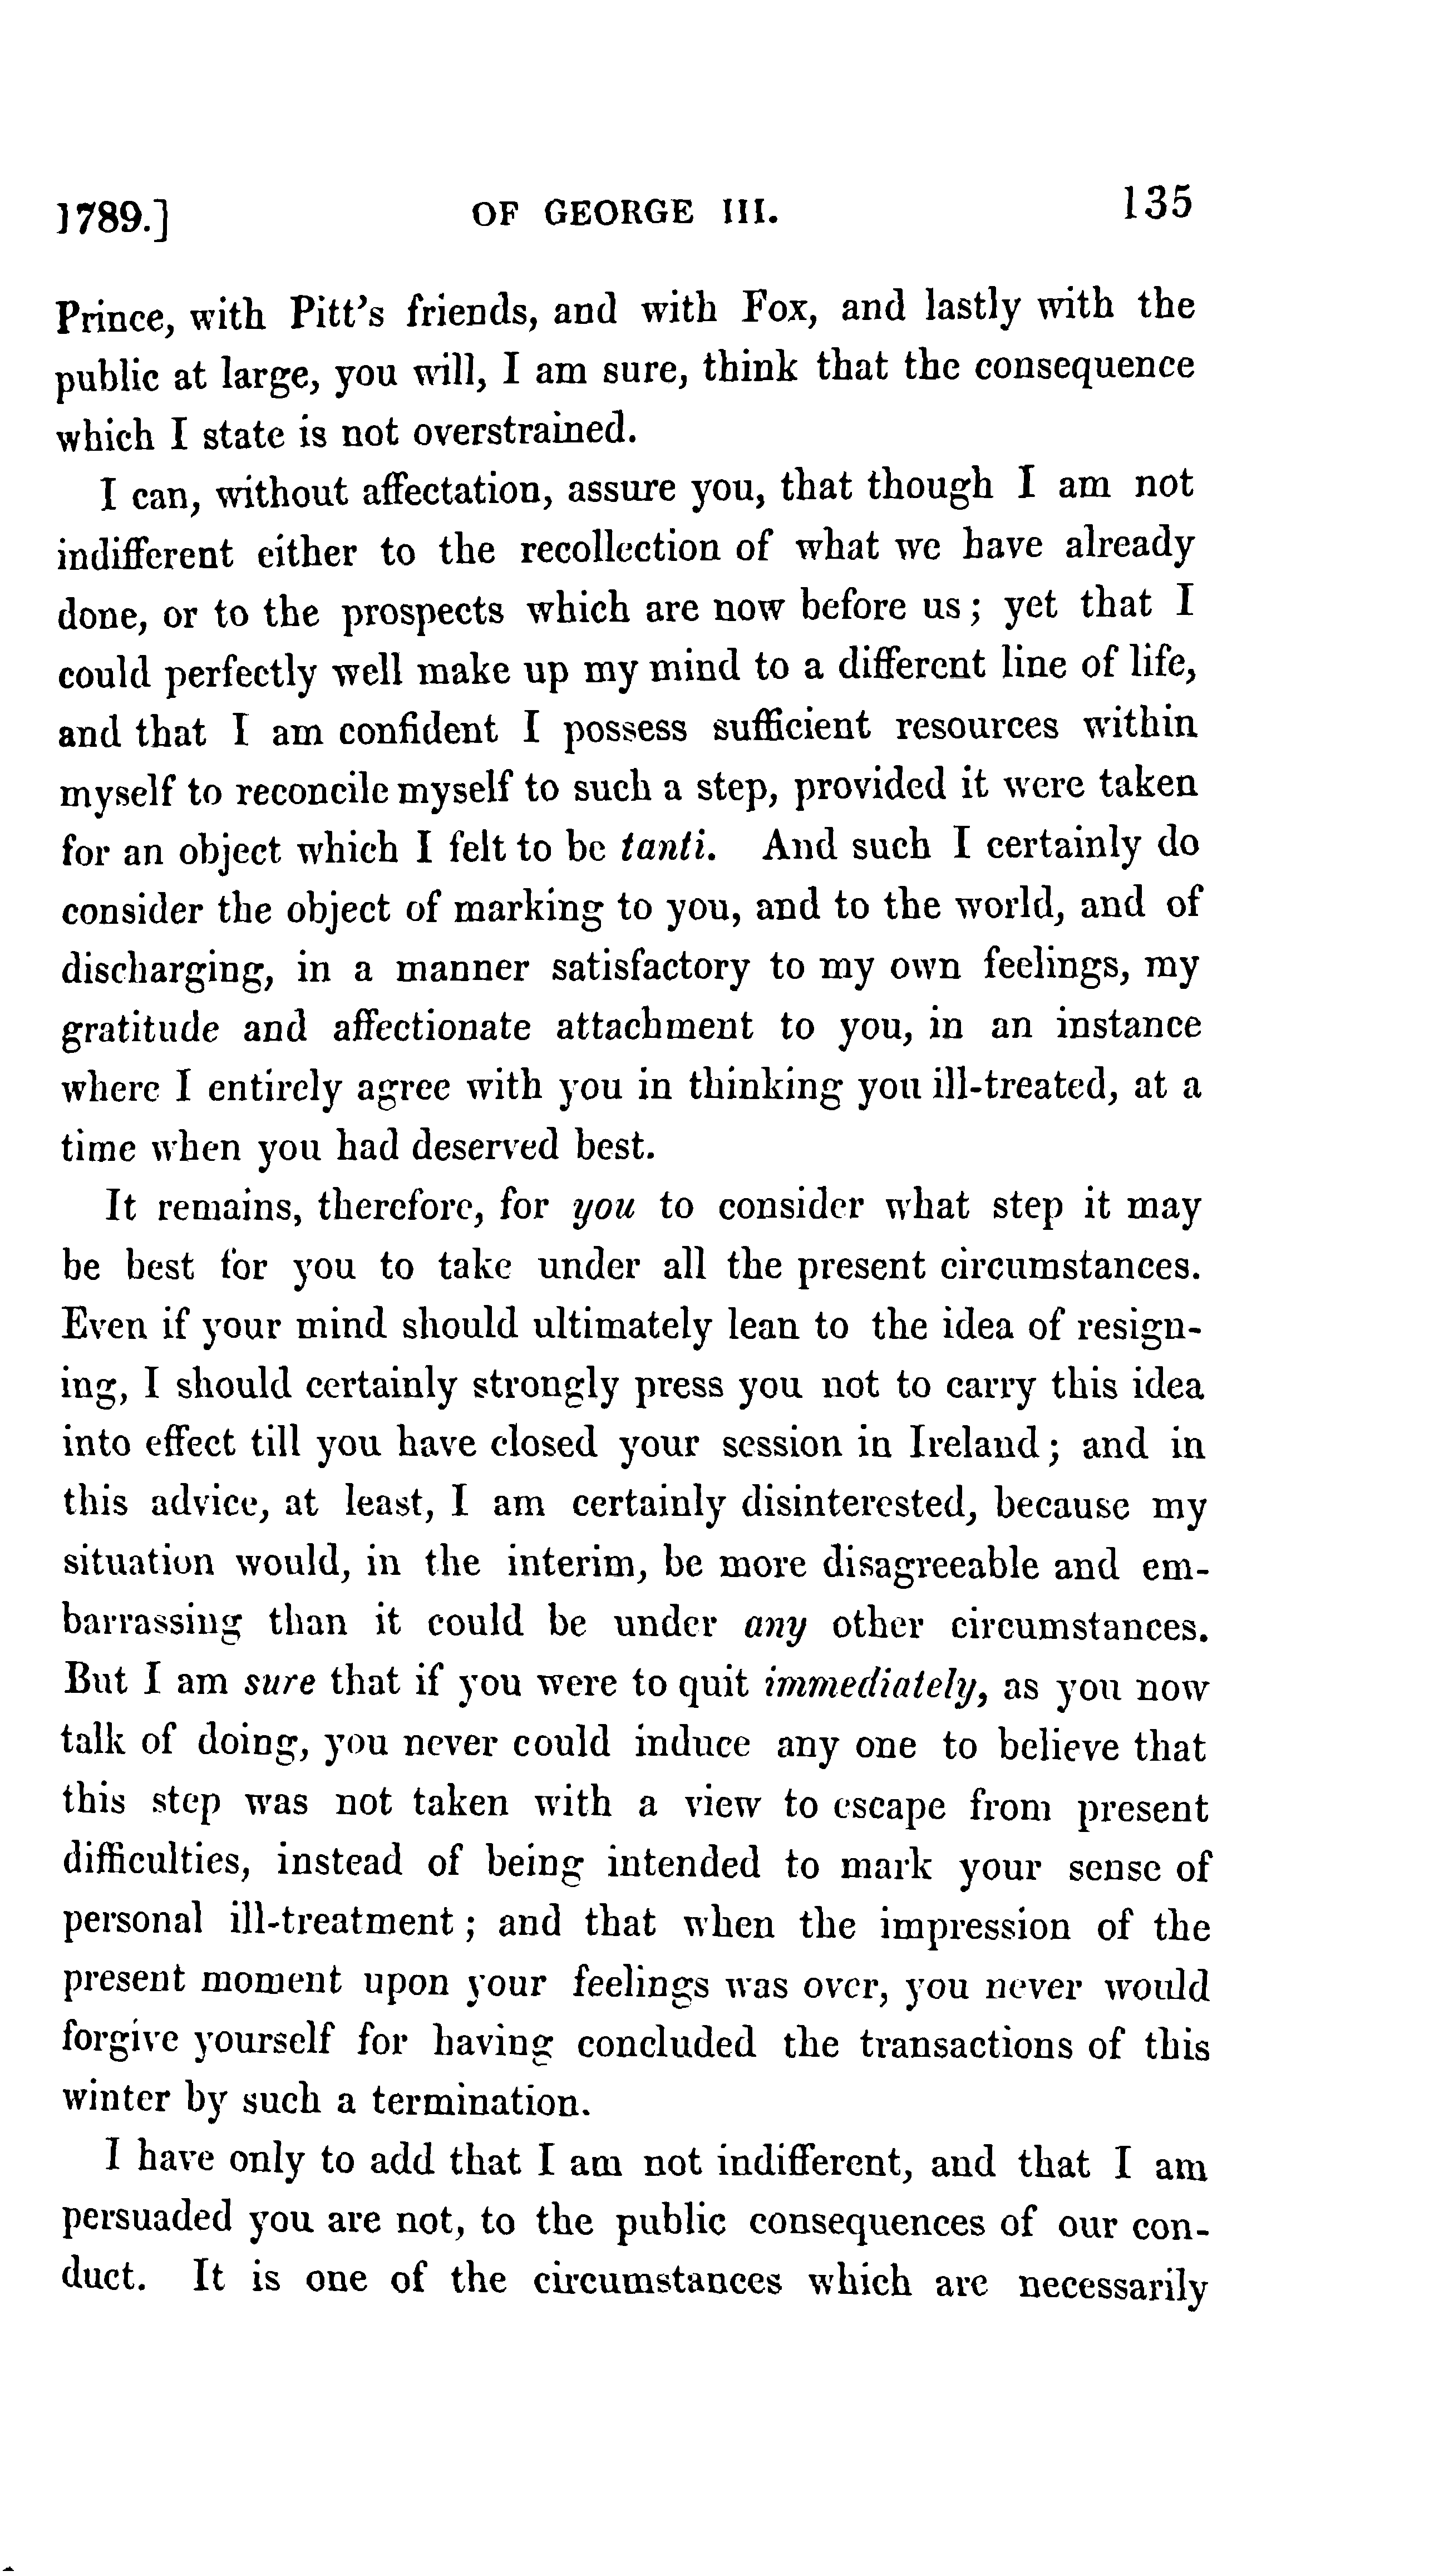 1789.] OF GEORGE III. 135
Prince, with Pitt's friends, and with Fox, and lastly with the
public at large, you will, I am sure, think that the consequence
which I state is not overstrained.
I can, without affectation, assure you, that though I am not
indifferent either to the recollection of what we have already
done, or to the prospects which are now before us; yet that I
could perfectly well make up my mind to a different line of life,
and that I am confident I possess sufficient resources within
myself to reconcile myself to such a step, provided it were taken
for an object which I felt to be tanti. And such I certainly do
consider the object of marking to you, and to the world, and of
discharging, in a manner satisfactory to my own feelings, my
gratitude and affectionate attachment to you, in an instance
where I entirely agree with you in thinking you ill-treated, at a
time when you had deserved best.
It remains, therefore, for you to consider what step it may
be best for you to take under all the present circumstances.
Even if your mind should ultimately lean to the idea of resign-
ing, I should certainly strongly press you not to carry this idea
into effect till you have closed your session in Ireland; and in
this advice, at least, I am certainly disinterested, because my
situation would, in the interim, be more disagreeable and em-
barrassing than it could be under any other circumstances.
But I am sure that if you were to quit immediately, as you now
talk of doing, you never could induce any one to believe that
this step was not taken with a view to escape from present
difficulties, instead of being intended to mark your sense of
personal ill-treatment; and that when the impression of the
present moment upon your feelings was over, you never would
forgive yourself for having concluded the transactions of this
winter by such a termination.
I have only to add that I am not indifferent, and that I am
persuaded you are not, to the public consequences of our con-
duct. It is one of the circumstances which are necessarily